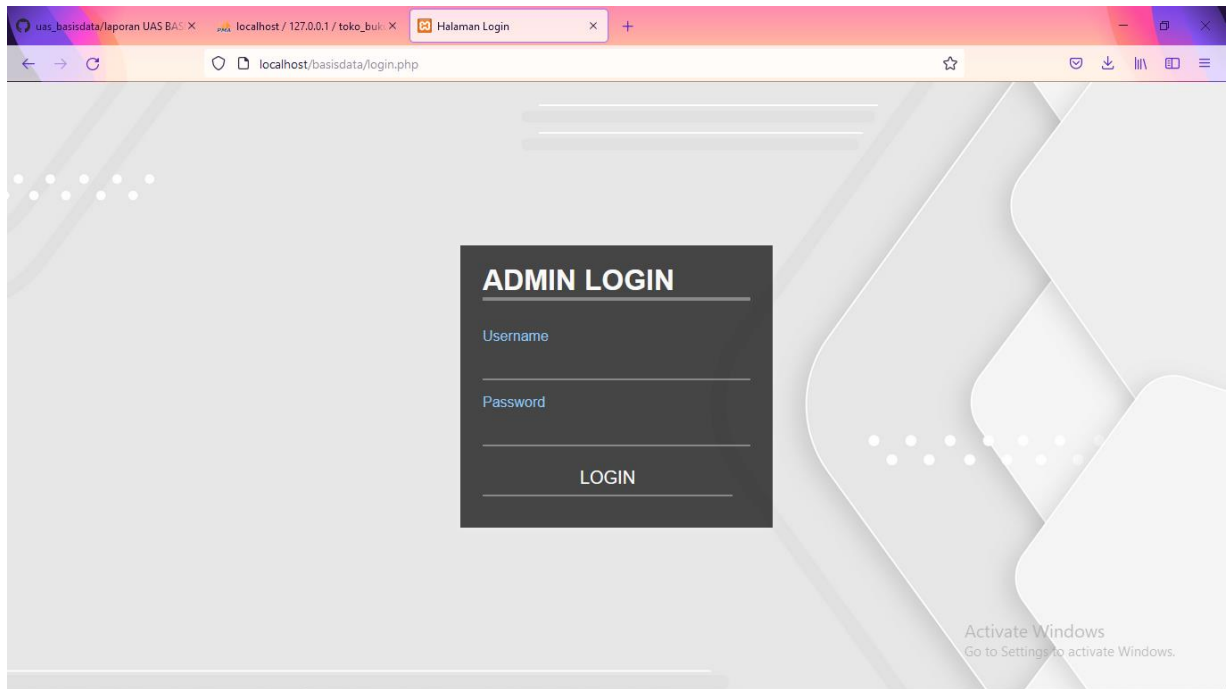 uas_basisdata/laporan UAS BAS
localhost / 127.0.0.1 / toko_buku
Halaman Login
localhost/basisdata/login.php
ADMIN LOGIN
Username
Password
LOGIN
Activate Windows
Go to Settings to activate Windows.